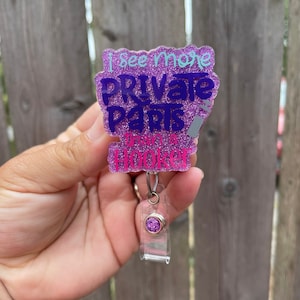 I see more
PRIVATE
PARTS
than a
HOOKER